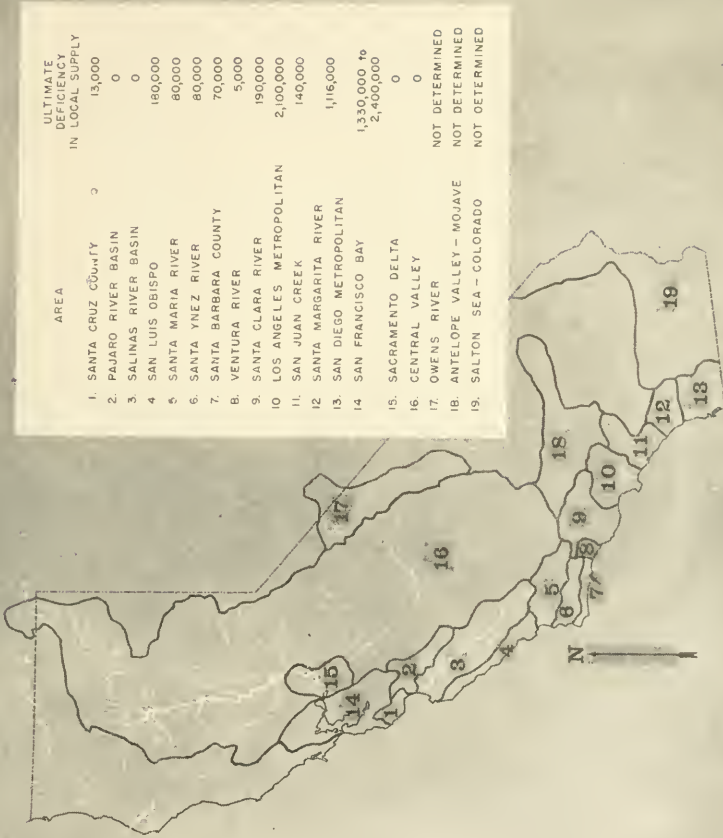 AREA
ULTIMATE
DEFICIENCY
IN LOCAL SUPPLY
1. SANTA CRUZ COUNTY 13,000
2. PAJARO RIVER BASIN 0
3. SALINAS RIVER BASIN 0
4 SAN LUIS OBISPO 180,000
5 SANTA MARIA RIVER 80,000
6. SANTA YNEZ RIVER 80,000
7. SANTA BARBARA COUNTY 70,000
8. VENTURA RIVER 5,000
9. SANTA CLARA RIVER 190,000
10 LOS ANGELES METROPOLITAN 2,100,000
11. SAN JUAN CREEK 140,000
12 SANTA MARGARITA RIVER
1,116,000
13. SAN DIEGO METROPOLITAN
14 SAN FRANCISCO BAY 1,330,000 to
2,400,000
15. SACRAMENTO DELTA 0
16. CENTRAL VALLEY 0
17. OWENS RIVER NOT DETERMINED
18. ANTELOPE VALLEY – MOJAVE NOT DETERMINED
19. SALTON SEA – COLORADO NOT DETERMINED
15
14
17
1
2
16
3
4
5
6
7
8
9
18
10
11
12
13
19
N